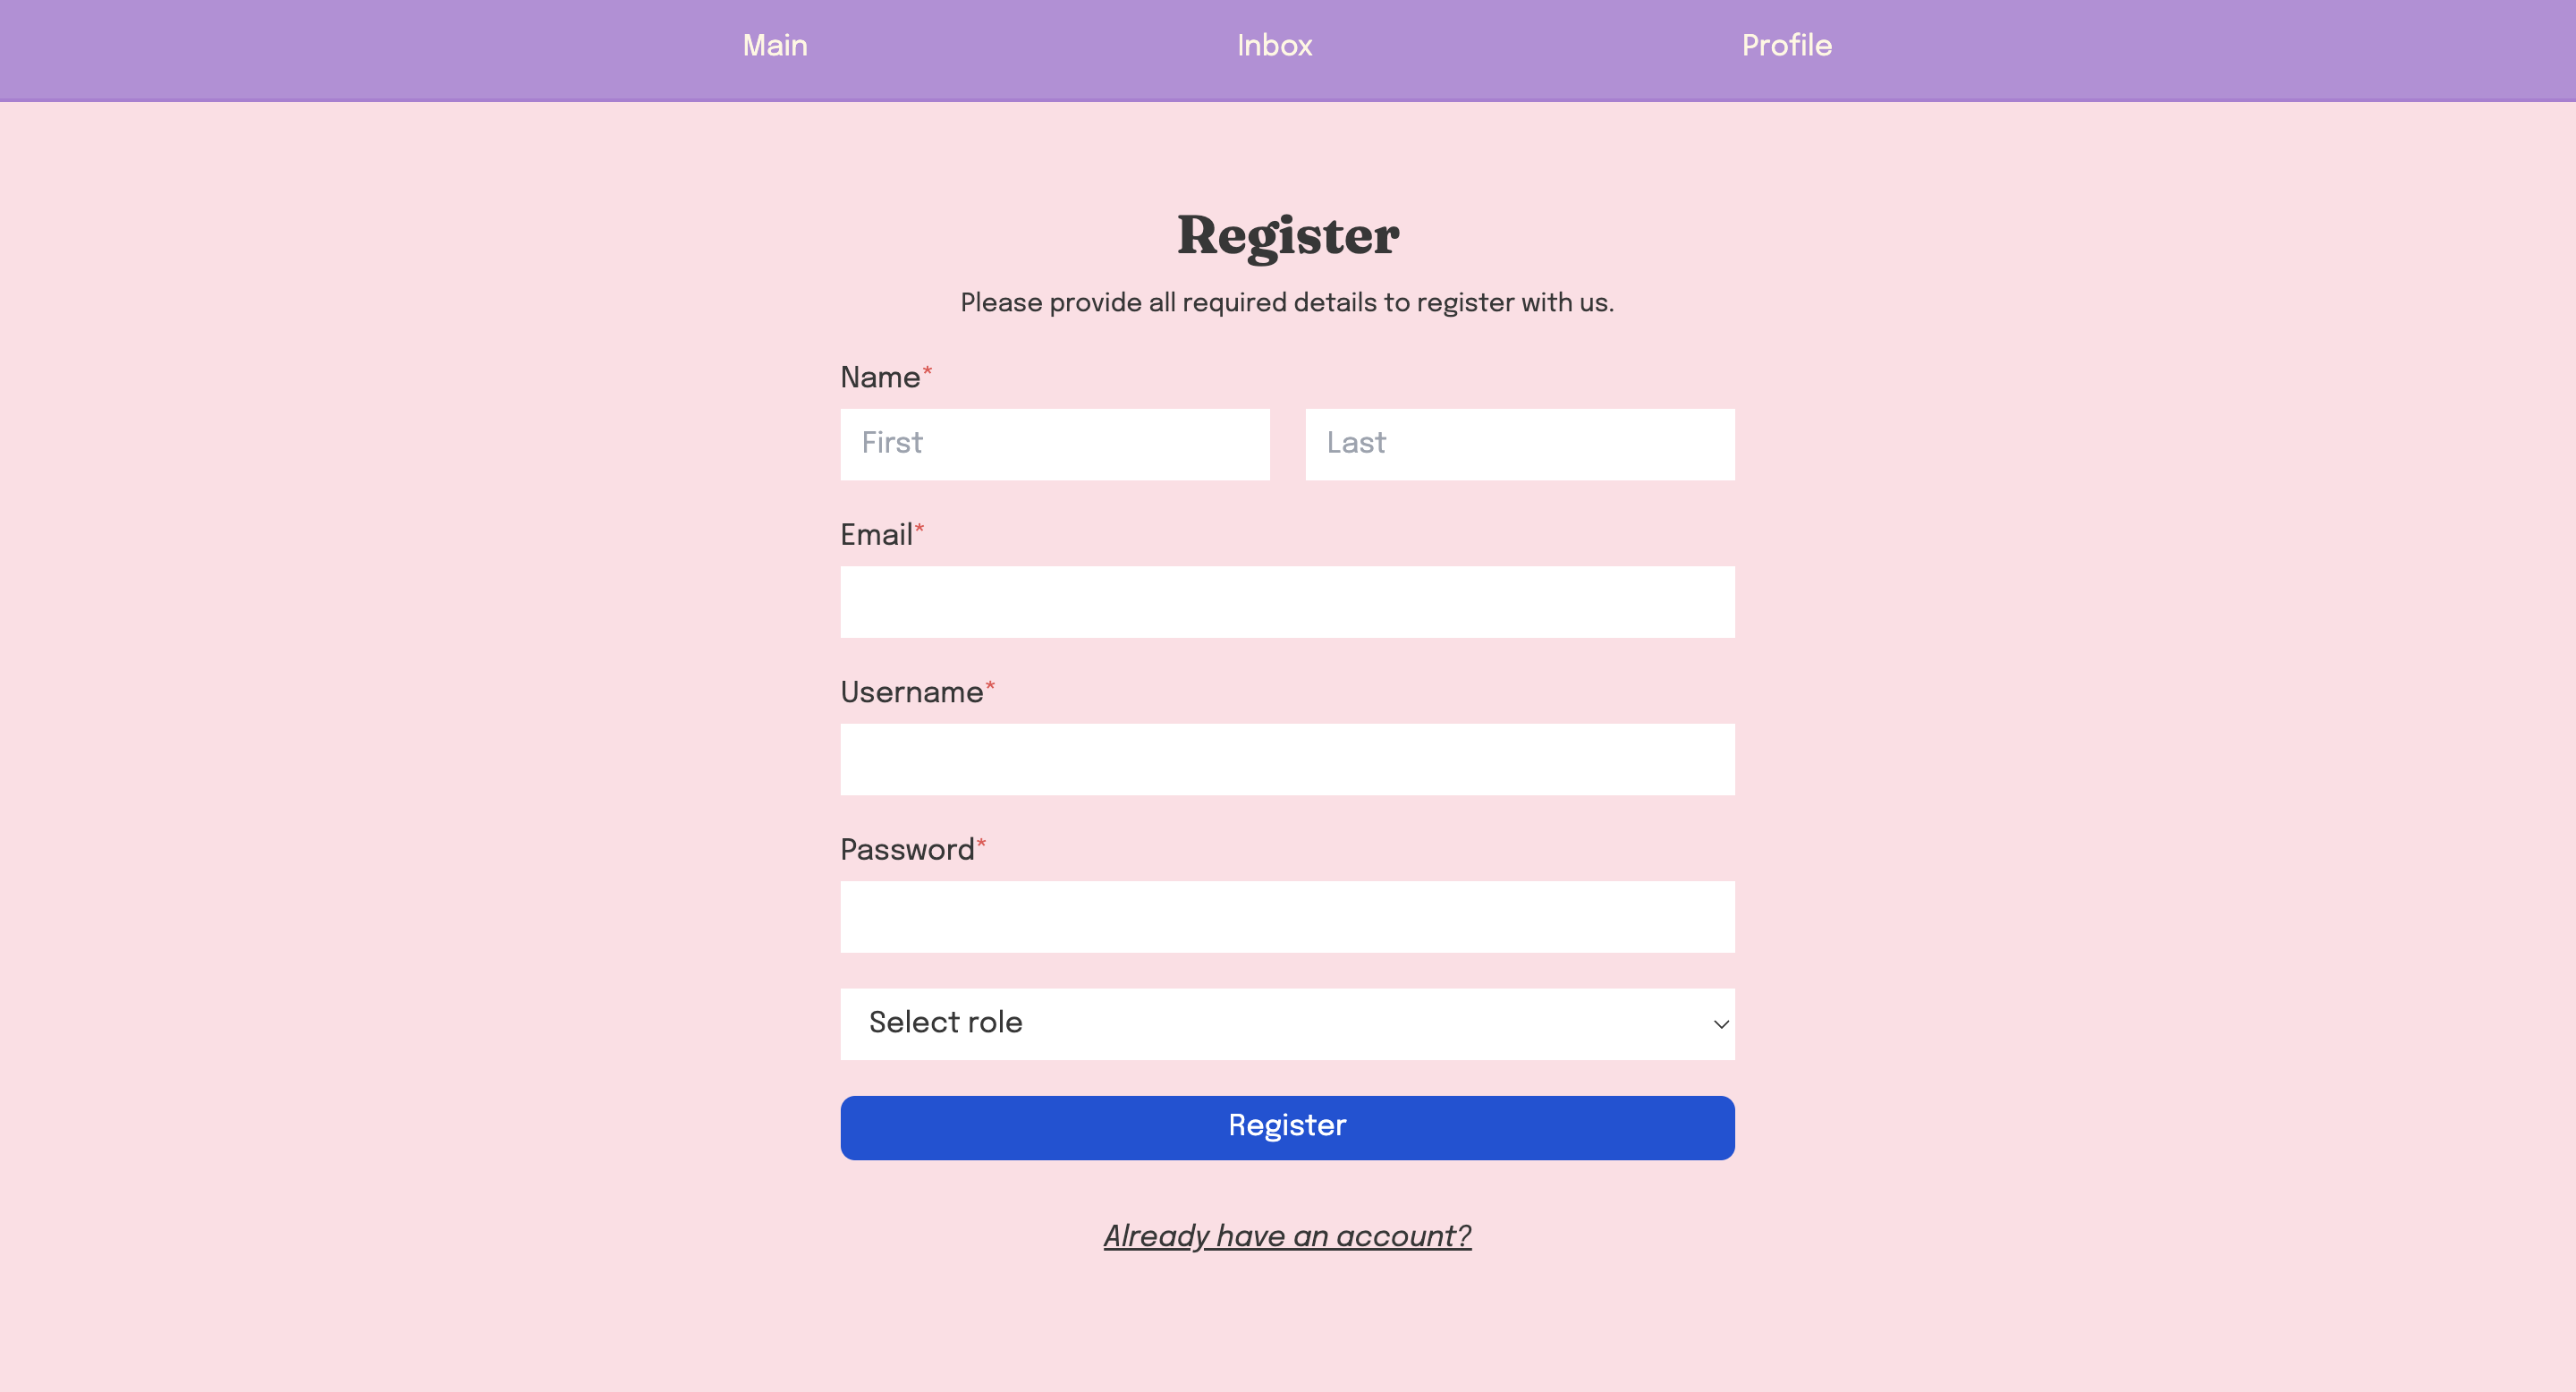 Main Inbox Profile
Register
Please provide all required details to register with us.
Name*
First Last
Email*
Username*
Password*
Select role
Register
Already have an account?